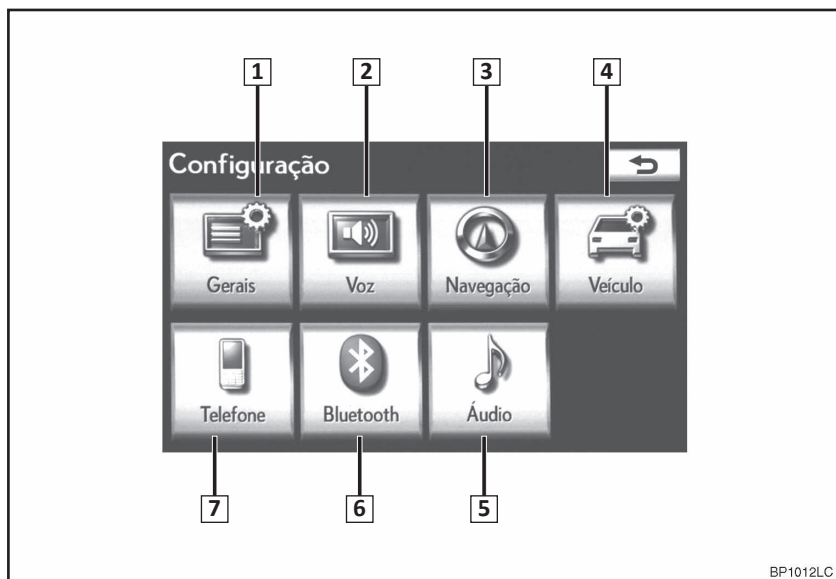 1 2 3 4
Configuração
Gerais Voz Navegação Veículo
Telefone Bluetooth Áudio
7 6 5
BP1012LC